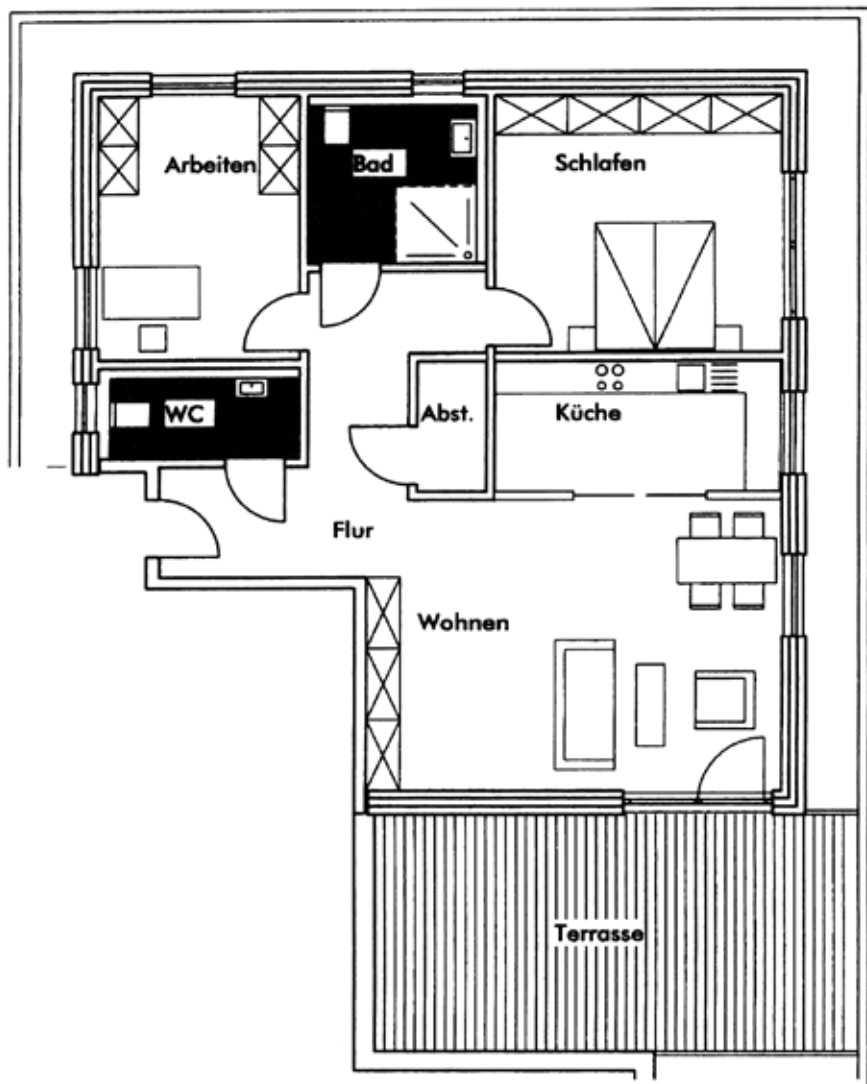 Arbeiten
Bad
Schlafen
WC
Abst.
Küche
Flur
Wohnen
Terrasse